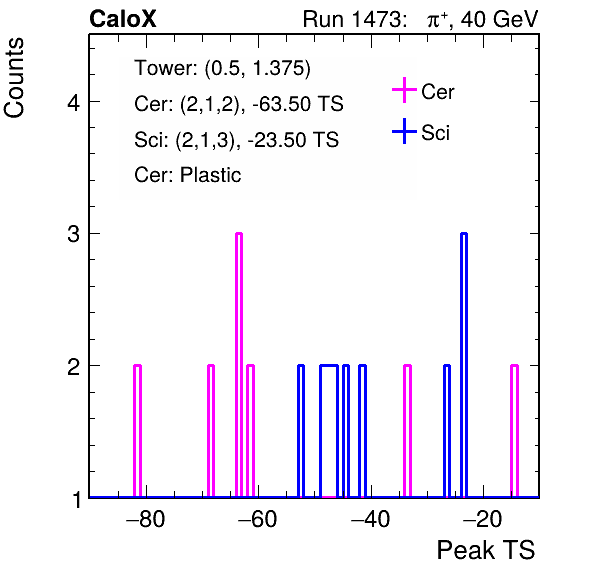 CaloX Run 1473: π⁺, 40 GeV
Counts
Tower: (0.5, 1.375)
Cer: (2,1,2), -63.50 TS
Sci: (2,1,3), -23.50 TS
Cer: Plastic
Cer
Sci
4
3
2
1
−80 −60 −40 −20
Peak TS